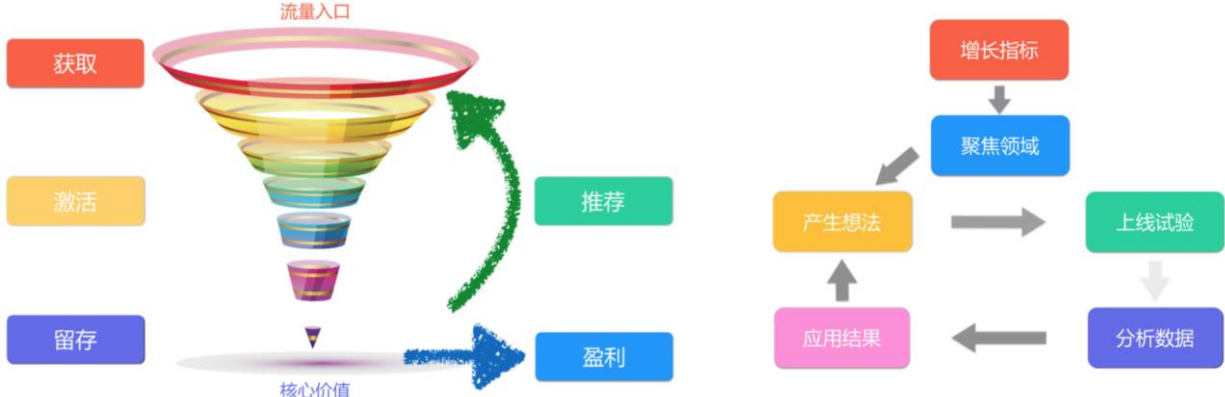 流量入口
获取
激活
留存
核心价值
推荐
盈利
增长指标
聚焦领域
产生想法
上线试验
应用结果
分析数据